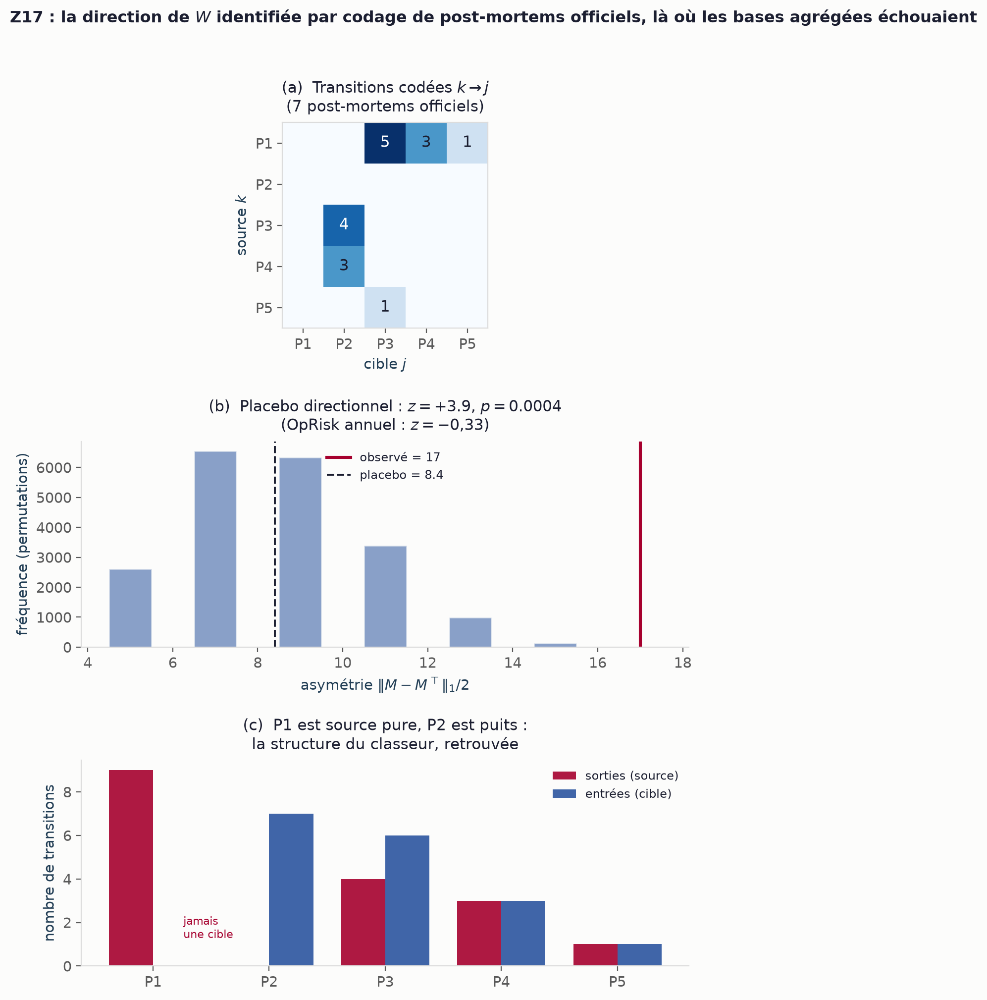 Z17 : la direction de W identifiée par codage de post-mortems officiels, là où les bases agrégées échouaient
(a) Transitions codées k→j
(7 post-mortems officiels)
source k
P1
P2
P3
P4
P5
5 3 1
4
3
1
P1 P2 P3 P4 P5
cible j
(b) Placebo directionnel : z = +3.9, p = 0.0004
(OpRisk annuel : z = −0,33)
fréquence (permutations)
6000
5000
4000
3000
2000
1000
0
observé = 17
placebo = 8.4
4 6 8 10 12 14 16 18
asymétrie ‖M − M⊤‖₁/2
(c) P1 est source pure, P2 est puits :
la structure du classeur, retrouvée
nombre de transitions
8
6
4
2
0
sorties (source)
entrées (cible)
jamais
une cible
P1 P2 P3 P4 P5